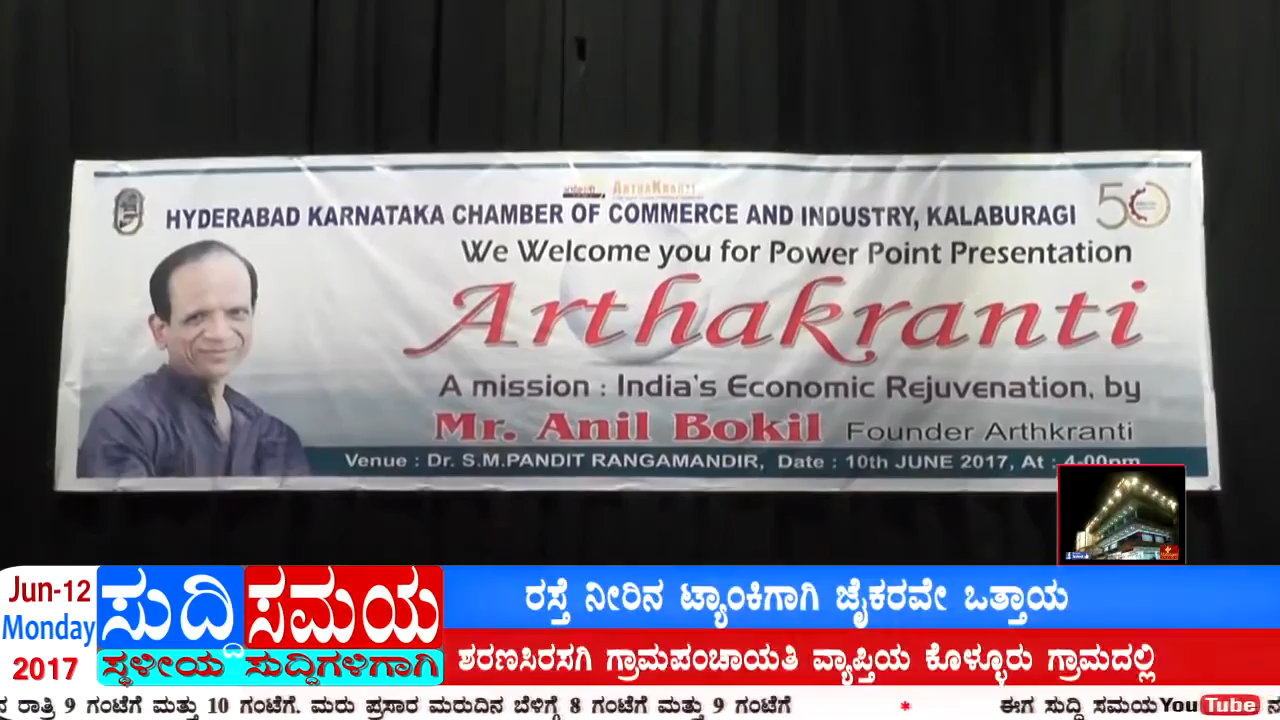 ARTHAKRANTI
HYDERABAD KARNATAKA CHAMBER OF COMMERCE AND INDUSTRY, KALABURAGI
50
We Welcome you for Power Point Presentation
Arthakranti
A mission : India's Economic Rejuvenation, by
Mr. Anil Bokil Founder Arthkranti
Venue : Dr. S.M.PANDIT RANGAMANDIR, Date : 10th JUNE 2017, At : 4-00pm
Jun-12
Monday
2017
ಸುದ್ದಿ ಸಮಯ
ಸ್ಥಳೀಯ ಸುದ್ದಿಗಳಿಗಾಗಿ
ರಸ್ತೆ ನೀರಿನ ಟ್ಯಾಂಕಿಗಾಗಿ ಜೈಕರವೇ ಒತ್ತಾಯ
ಶರಣಸಿರಸಗಿ ಗ್ರಾಮಪಂಚಾಯತಿ ವ್ಯಾಪ್ತಿಯ ಕೊಳ್ಳೂರು ಗ್ರಾಮದಲ್ಲಿ
ರಾತ್ರಿ 9 ಗಂಟೆಗೆ ಮತ್ತು 10 ಗಂಟೆಗೆ. ಮರು ಪ್ರಸಾರ ಮರುದಿನ ಬೆಳಿಗ್ಗೆ 8 ಗಂಟೆಗೆ ಮತ್ತು 9 ಗಂಟೆಗೆ * ಈಗ ಸುದ್ದಿ ಸಮಯ YouTube